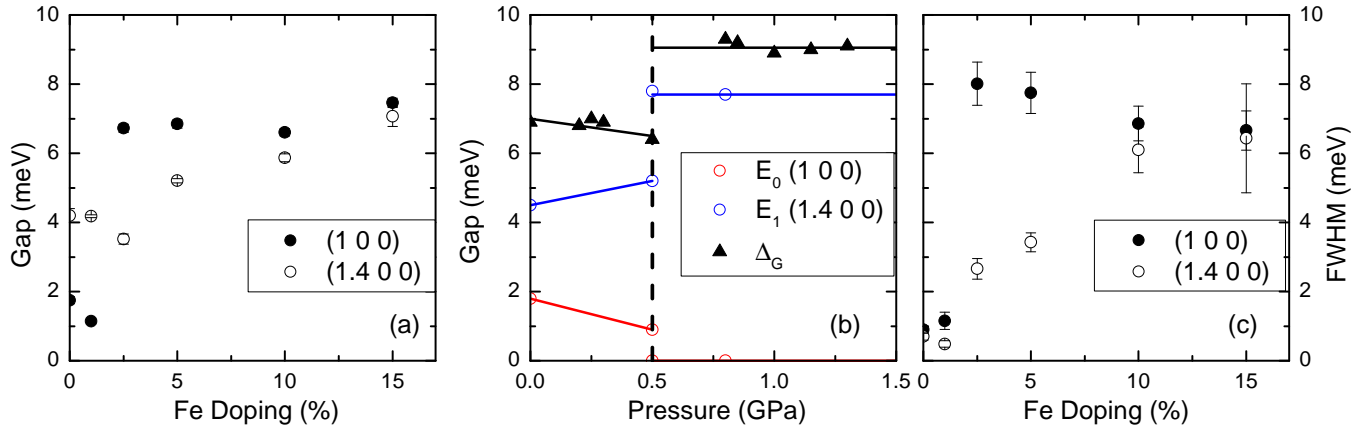 10
8
6
4
2
0
Gap (meV)
0
5
10
15
Fe Doping (%)
(1 0 0)
(1.4 0 0)
(a)
10
8
6
4
2
0
Gap (meV)
0.0
0.5
1.0
1.5
Pressure (GPa)
E0 (1 0 0)
E1 (1.4 0 0)
ΔG
(b)
0
5
10
15
Fe Doping (%)
(1 0 0)
(1.4 0 0)
(c)
10
8
6
4
2
0
FWHM (meV)